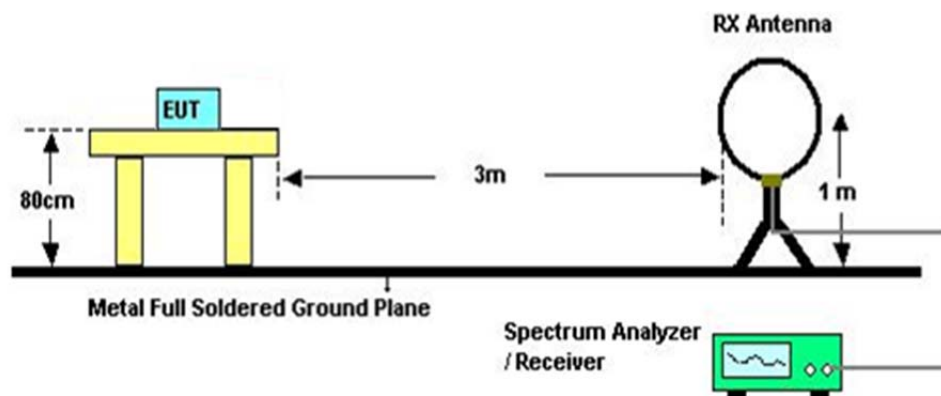 RX Antenna
EUT
80cm
3m
1 m
Metal Full Soldered Ground Plane
Spectrum Analyzer
/ Receiver